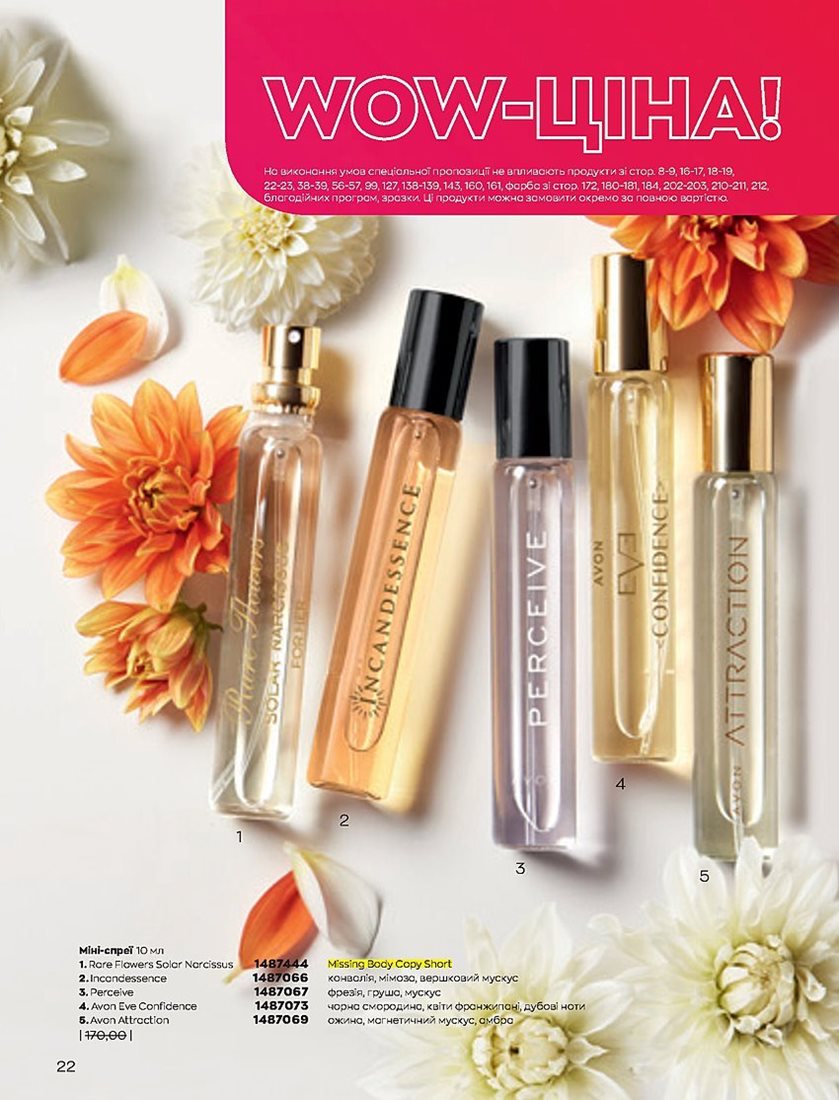 WOW-ЦІНА!
На виконання умов спеціальної пропозиції не впливають продукти зі стор. 8-9, 16-17, 18-19,
22-23, 38-39, 56-57, 99, 127, 138-139, 143, 160, 161, фарба зі стор. 172, 180-181, 184, 202-203, 210-211, 212,
благодійних програм, зразки. Ці продукти можна замовити окремо за повною вартістю.
Rare Flowers
SOLAR NARCISSUS
FOR HER
INCANDESSENCE
PERCEIVE
AVON
EVE
<CONFIDENCE>
ATTRACTION
AVON
1
2
3
4
5
Міні-спреї 10 мл
1. Rare Flowers Solar Narcissus 1487444 Missing Body Copy Short
2. Incandessence 1487066 конвалія, мімоза, вершковий мускус
3. Perceive 1487067 фрезія, груша, мускус
4. Avon Eve Confidence 1487073 чорна смородина, квіти франжипані, дубові ноти
5. Avon Attraction 1487069 ожина, магнетичний мускус, амбра
| 170,00 |
22